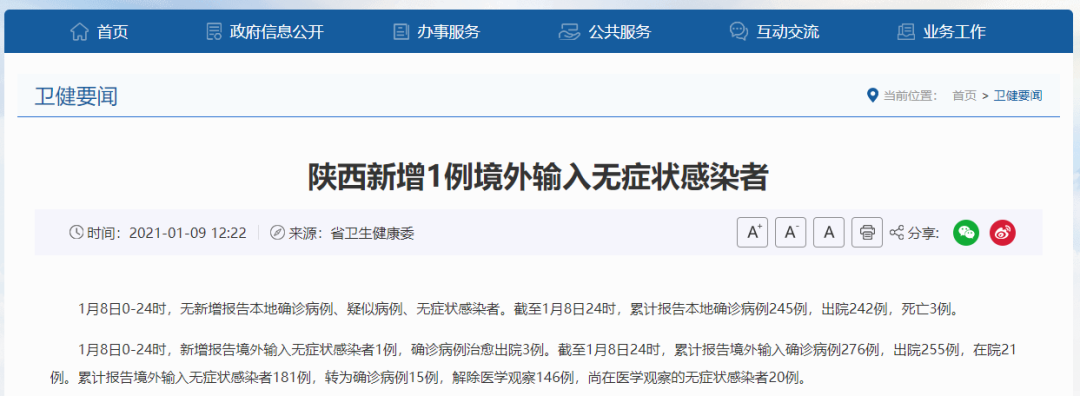 首页 政府信息公开 办事服务 公共服务 互动交流 业务工作
卫健要闻 当前位置： 首页 > 卫健要闻
陕西新增1例境外输入无症状感染者
时间：2021-01-09 12:22 来源：省卫生健康委 A+ A- A 分享:
1月8日0-24时，无新增报告本地确诊病例、疑似病例、无症状感染者。截至1月8日24时，累计报告本地确诊病例245例，出院242例，死亡3例。
1月8日0-24时，新增报告境外输入无症状感染者1例，确诊病例治愈出院3例。截至1月8日24时，累计报告境外输入确诊病例276例，出院255例，在院21
例。累计报告境外输入无症状感染者181例，转为确诊病例15例，解除医学观察146例，尚在医学观察的无症状感染者20例。